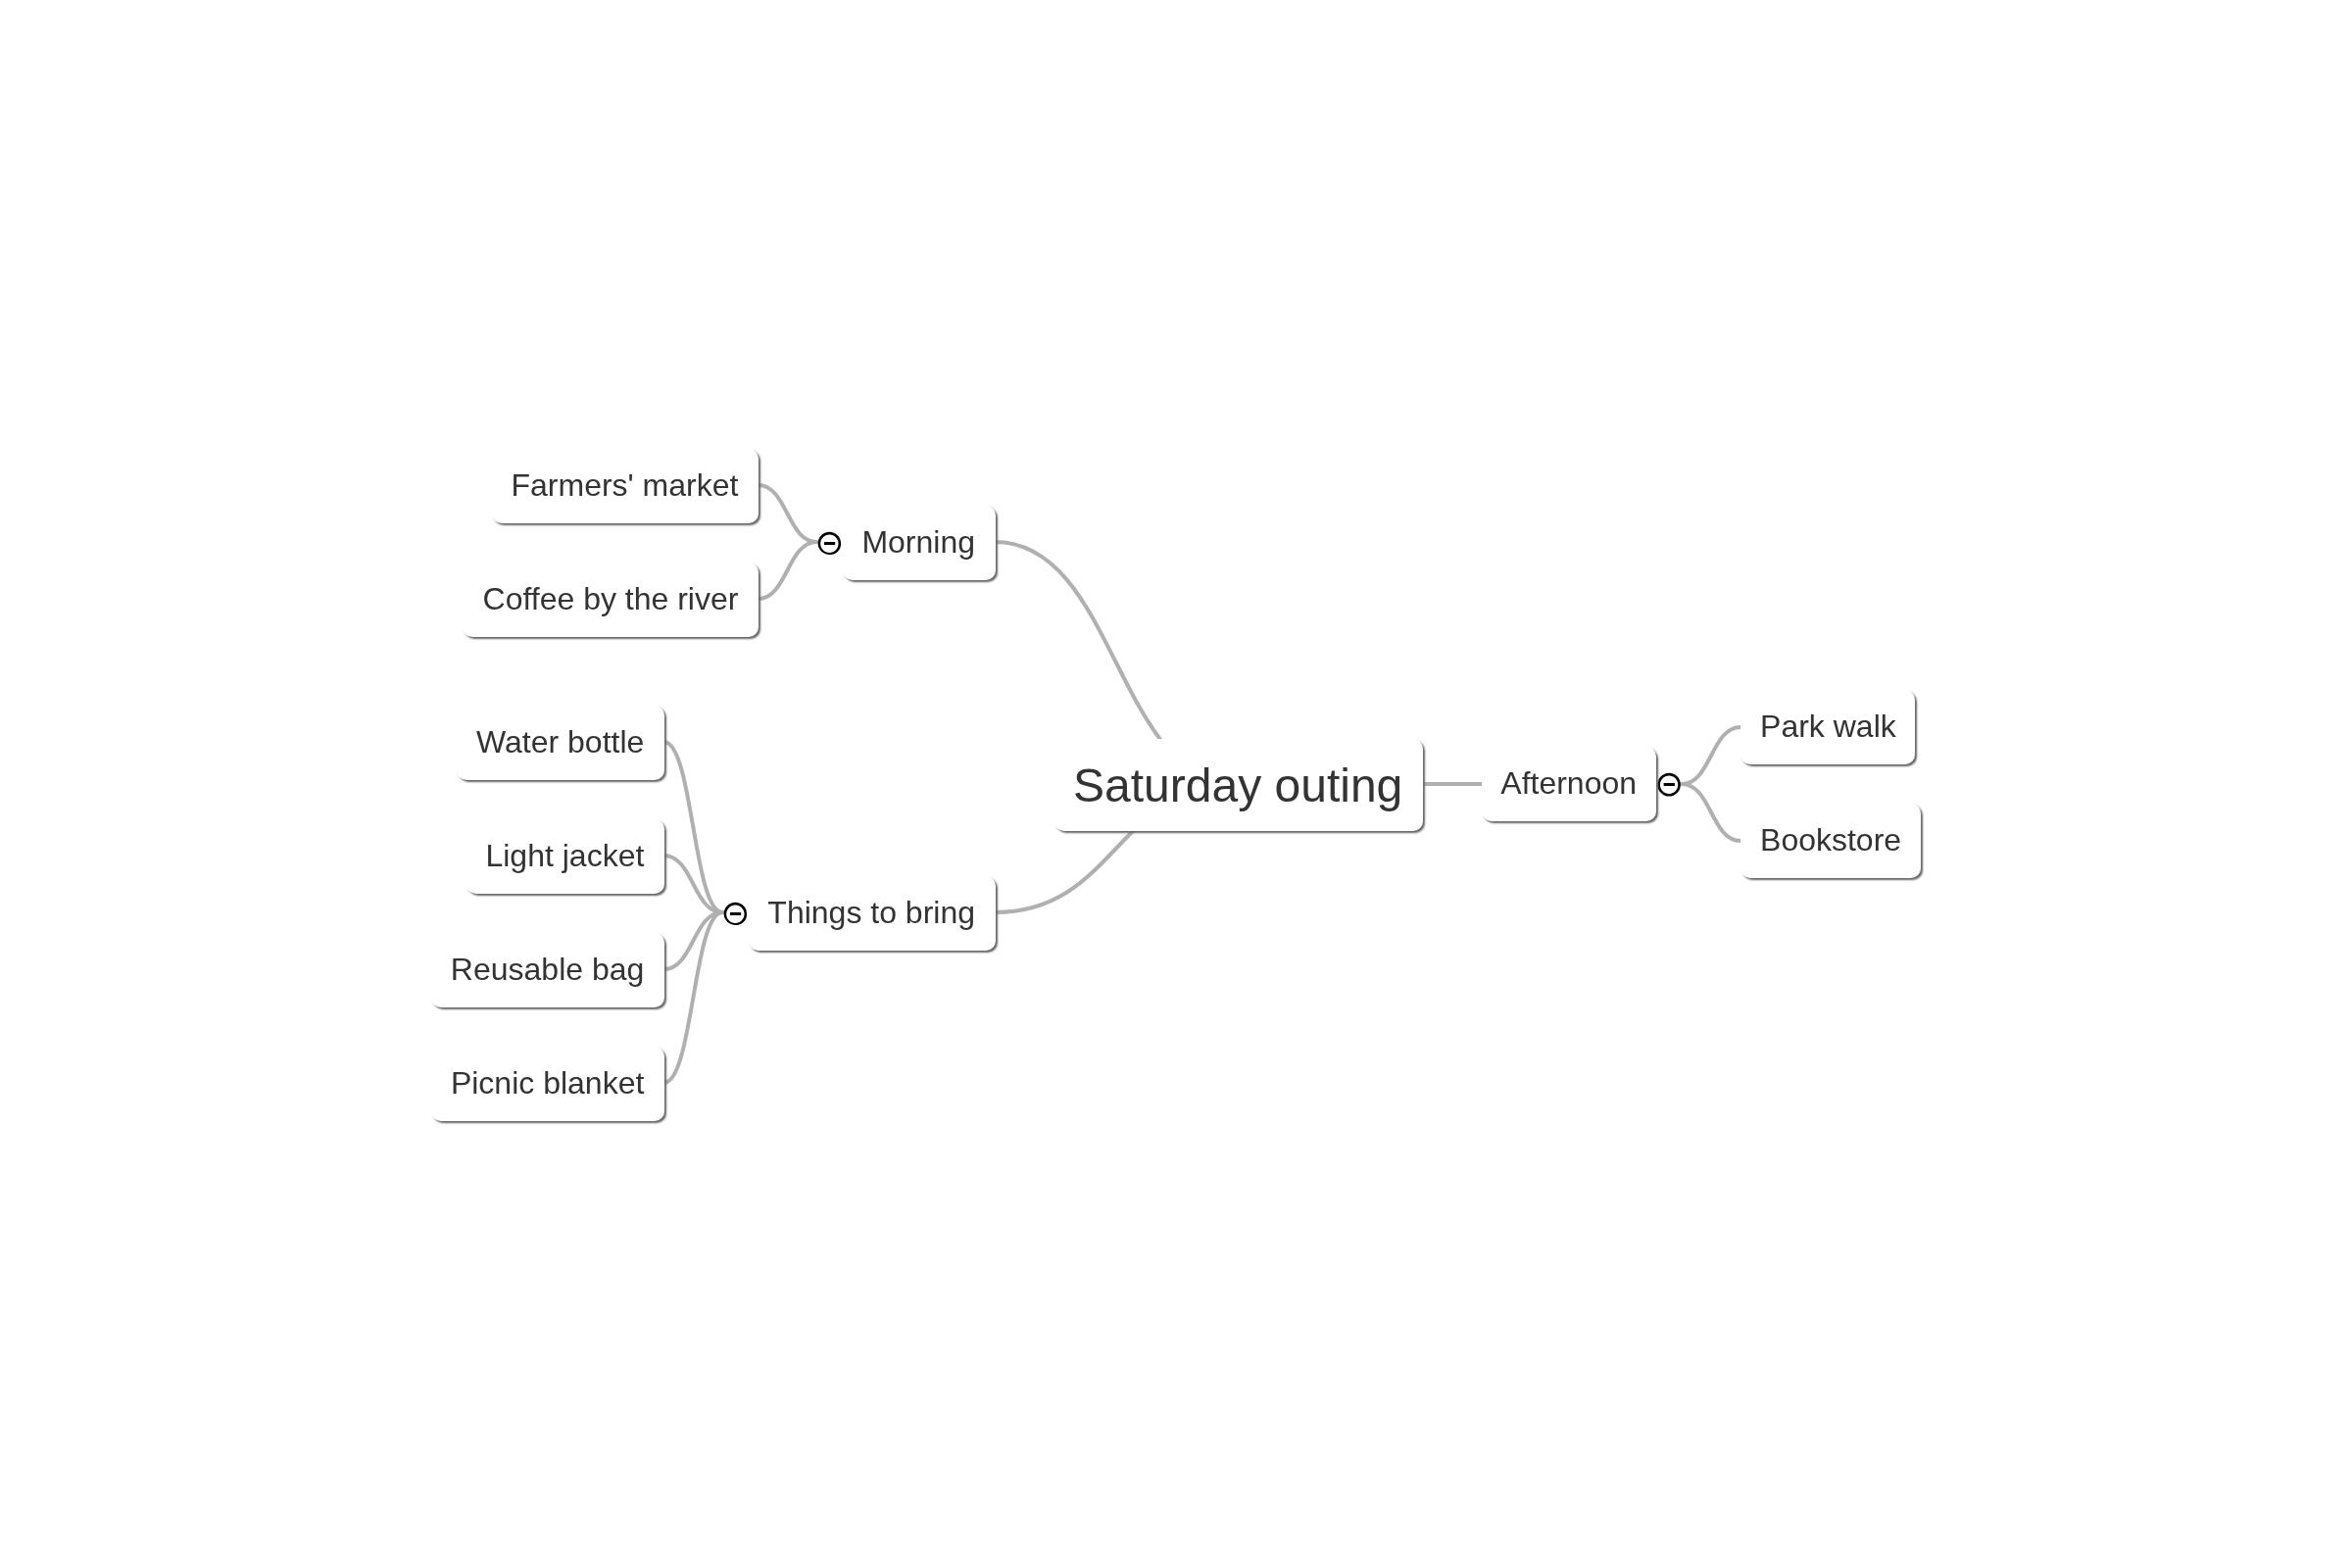 Farmers' market
Coffee by the river
Morning
Water bottle
Light jacket
Reusable bag
Picnic blanket
Things to bring
Saturday outing
Afternoon
Park walk
Bookstore